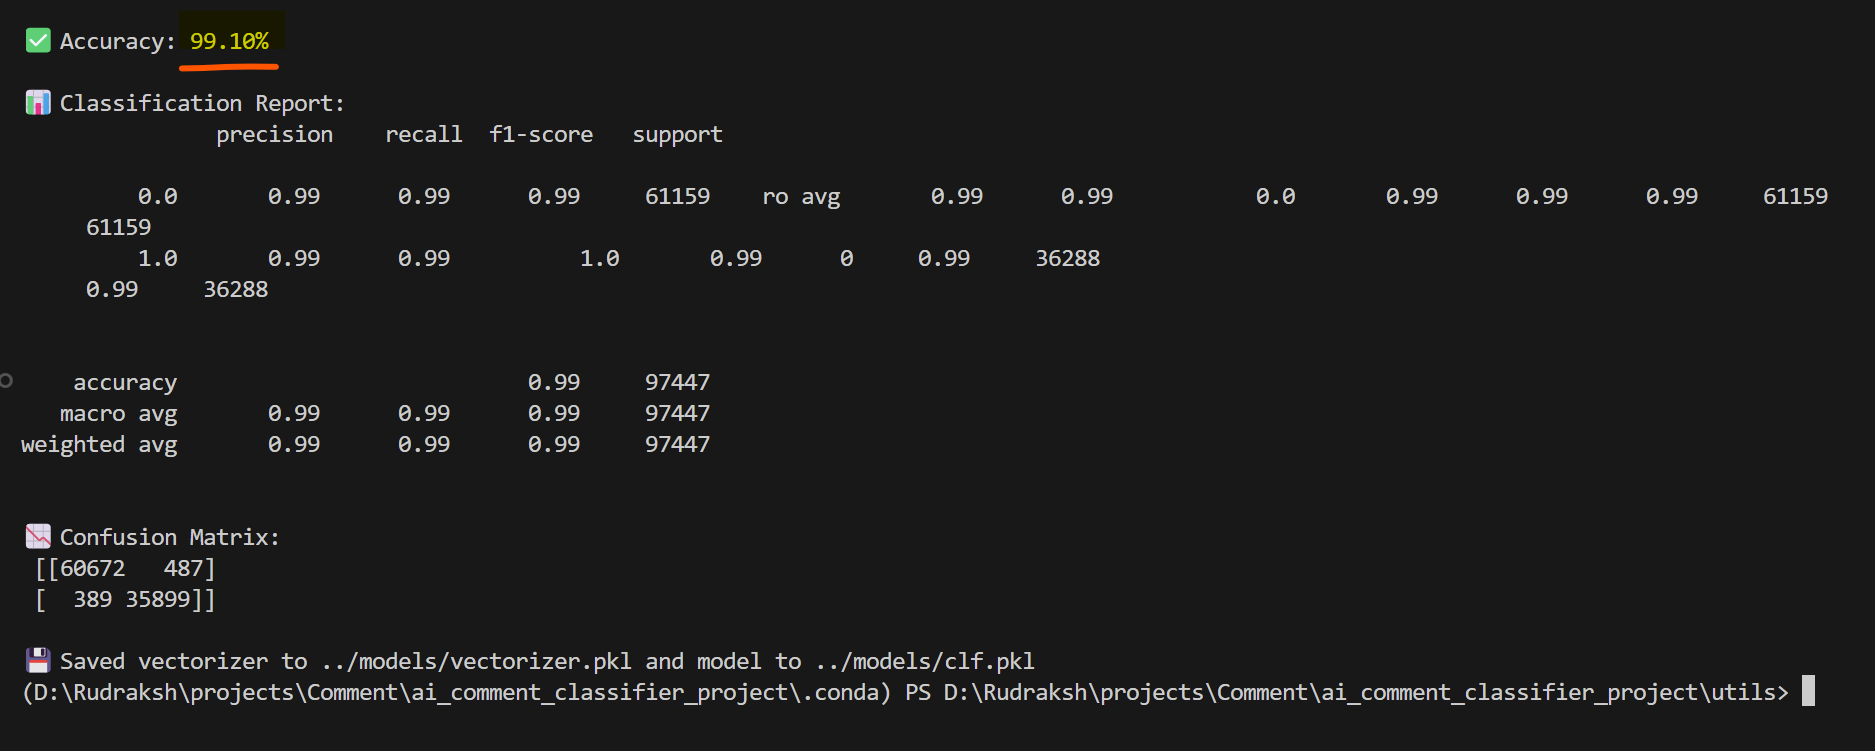 ✅ Accuracy: 99.10%
📊 Classification Report:
precision recall f1-score support
0.0 0.99 0.99 0.99 61159 ro avg 0.99 0.99 0.0 0.99 0.99 0.99 61159
61159
1.0 0.99 0.99 1.0 0.99 0 0.99 36288
0.99 36288
accuracy 0.99 97447
macro avg 0.99 0.99 0.99 97447
weighted avg 0.99 0.99 0.99 97447
📉 Confusion Matrix:
[[60672 487]
[ 389 35899]]
💾 Saved vectorizer to ../models/vectorizer.pkl and model to ../models/clf.pkl
(D:\Rudraksh\projects\Comment\ai_comment_classifier_project\.conda) PS D:\Rudraksh\projects\Comment\ai_comment_classifier_project\utils>